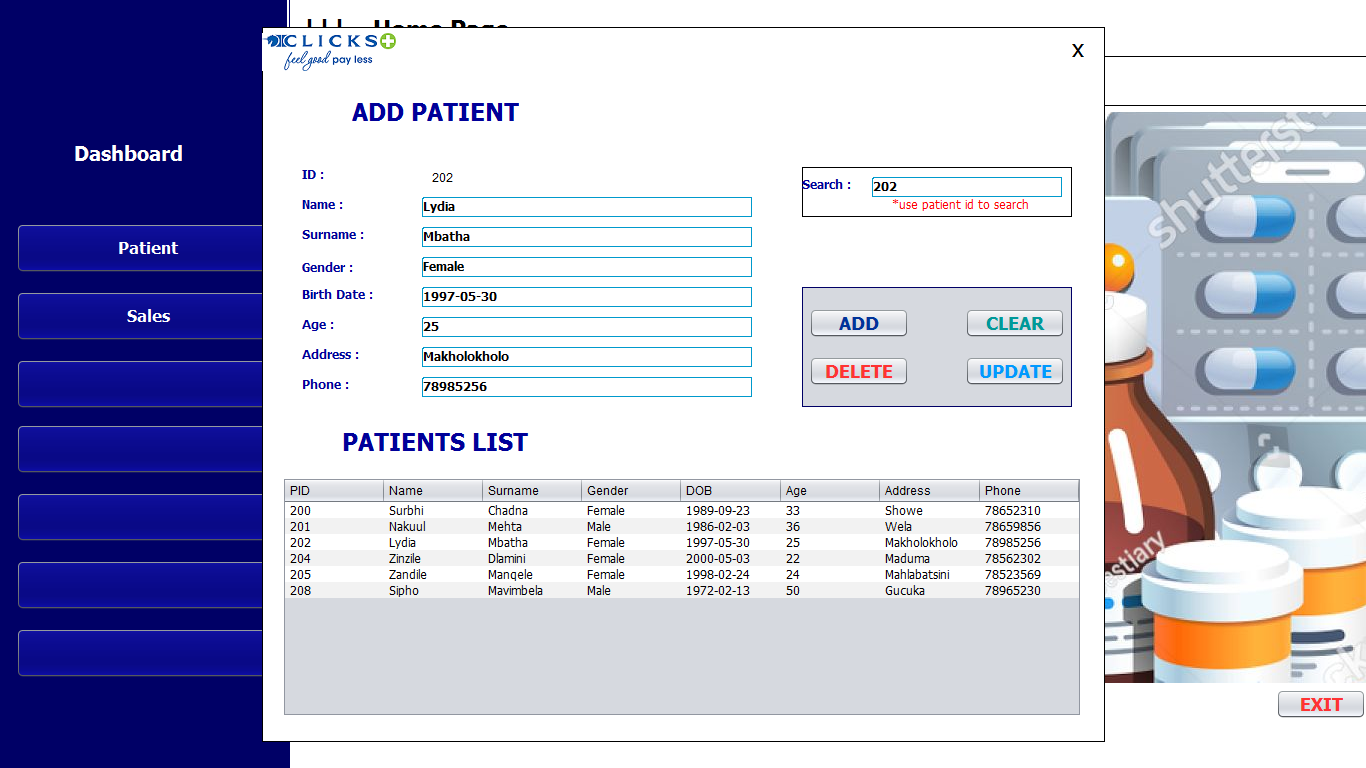 Home Page
CLICKS
feel good pay less
X
ADD PATIENT
Dashboard
Patient
Sales
ID : 202
Name : Lydia
Surname : Mbatha
Gender : Female
Birth Date : 1997-05-30
Age : 25
Address : Makholokholo
Phone : 78985256
Search : 202
*use patient id to search
ADD CLEAR
DELETE UPDATE
PATIENTS LIST
PID Name Surname Gender DOB Age Address Phone
200 Surbhi Chadna Female 1989-09-23 33 Showe 78652310
201 Nakuul Mehta Male 1986-02-03 36 Wela 78659856
202 Lydia Mbatha Female 1997-05-30 25 Makholokholo 78985256
204 Zinzile Dlamini Female 2000-05-03 22 Maduma 78562302
205 Zandile Manqele Female 1998-02-24 24 Mahlabatsini 78523569
208 Sipho Mavimbela Male 1972-02-13 50 Gucuka 78965230
shutterst
estiary
ck
EXIT